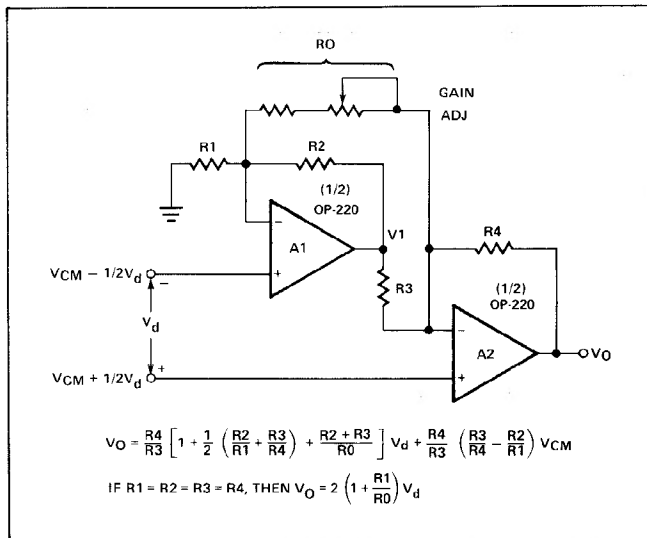 RO
GAIN
ADJ
R1
R2
(1/2)
OP-220
V1
A1
−
+
R3
R4
(1/2)
OP-220
A2
−
+
VO
VCM − 1/2Vd
−
Vd
+
VCM + 1/2Vd
VO = R4/R3 [1 + 1/2 (R2/R1 + R3/R4) + R2 + R3/R0] Vd + R4/R3 (R3/R4 − R2/R1) VCM
IF R1 = R2 = R3 = R4, THEN VO = 2 (1 + R1/R0) Vd